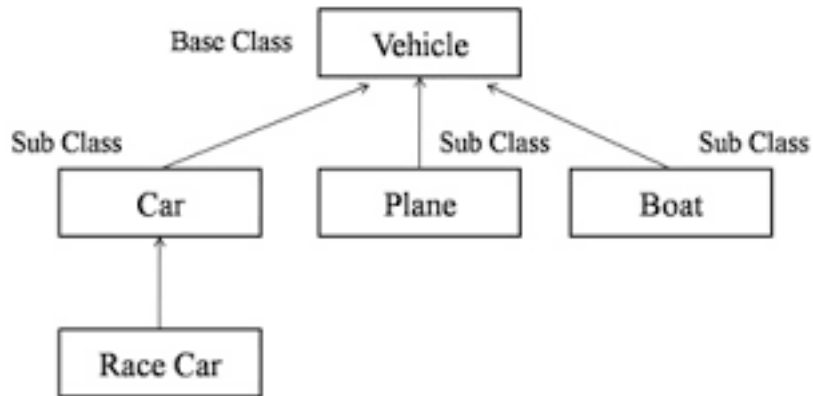 Base Class
Vehicle
Sub Class
Sub Class
Sub Class
Car
Plane
Boat
Race Car